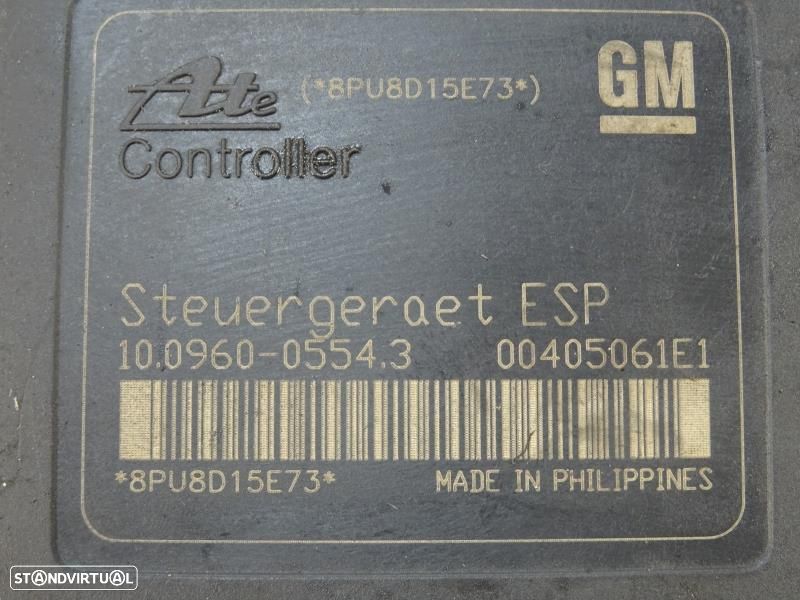 Ate (*8PU8D15E73*) GM
Controller
Steuergeraet ESP
10.0960-0554.3 00405061E1
*8PU8D15E73* MADE IN PHILIPPINES
STANDVIRTUAL